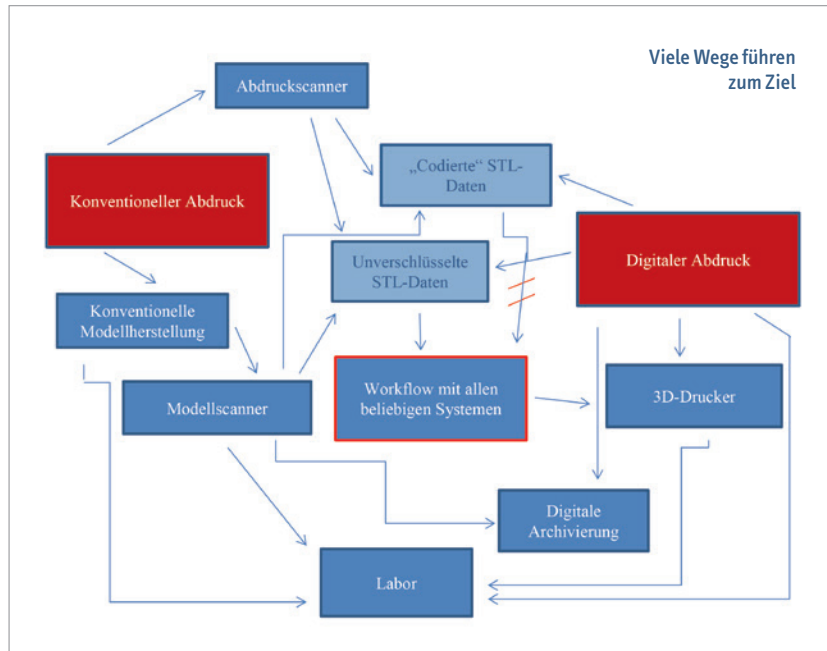 Viele Wege führen
zum Ziel
Abdruckscanner
„Codierte“ STL-
Daten
Konventioneller Abdruck
Digitaler Abdruck
Unverschlüsselte
STL-Daten
Konventionelle
Modellherstellung
Workflow mit allen
beliebigen Systemen
3D-Drucker
Modellscanner
Digitale
Archivierung
Labor